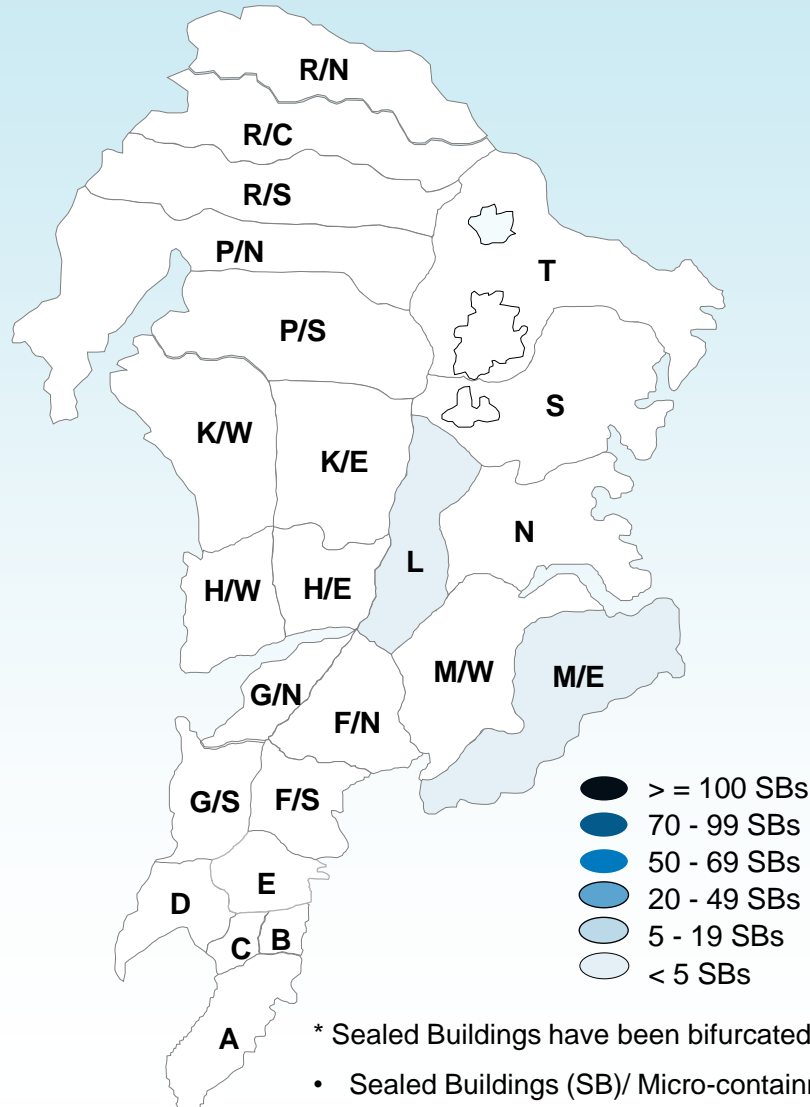 R/N
R/C
R/S
P/N
T
P/S
S
K/W
K/E
N
L
H/W
H/E
M/W
M/E
G/N
F/N
G/S
F/S
E
D
B
C
A
> = 100 SBs
70 - 99 SBs
50 - 69 SBs
20 - 49 SBs
5 - 19 SBs
< 5 SBs
* Sealed Buildings have been bifurcated
• Sealed Buildings (SB)/ Micro-contain